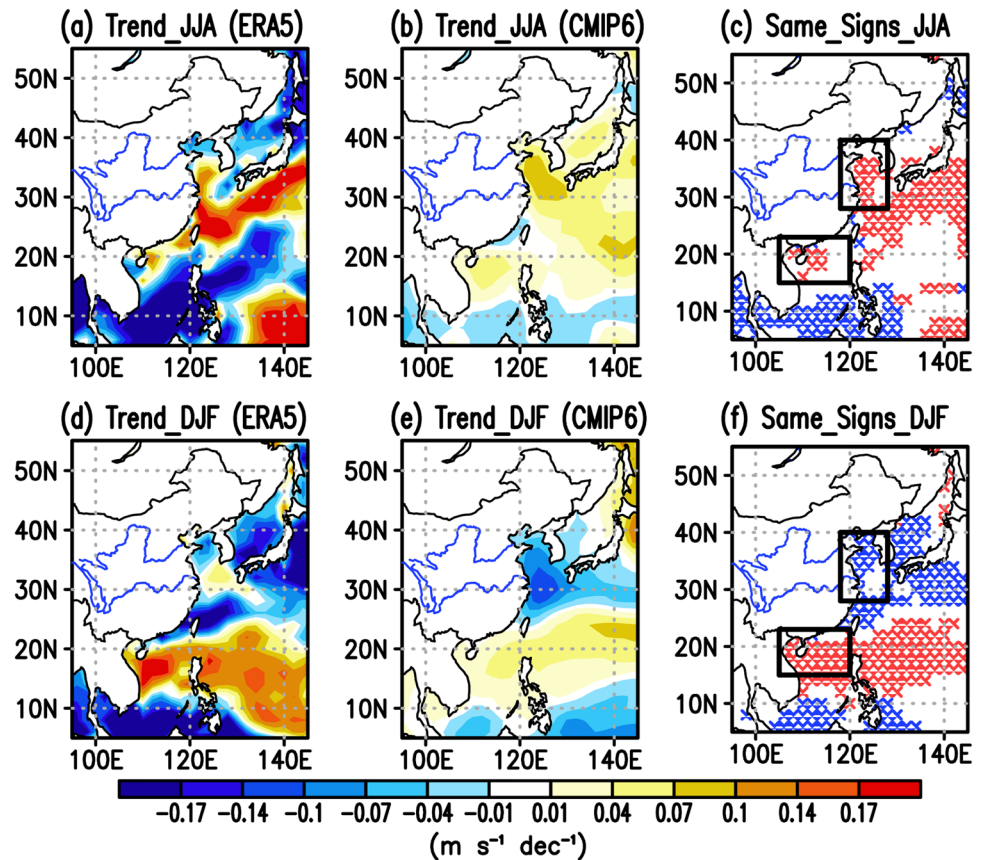 (a) Trend_JJA (ERA5) (b) Trend_JJA (CMIP6) (c) Same_Signs_JJA
50N 50N 50N
40N 40N 40N
30N 30N 30N
20N 20N 20N
10N 10N 10N
100E 120E 140E 100E 120E 140E 100E 120E 140E
(d) Trend_DJF (ERA5) (e) Trend_DJF (CMIP6) (f) Same_Signs_DJF
50N 50N 50N
40N 40N 40N
30N 30N 30N
20N 20N 20N
10N 10N 10N
100E 120E 140E 100E 120E 140E 100E 120E 140E
-0.17 -0.14 -0.1 -0.07 -0.04 -0.01 0.01 0.04 0.07 0.1 0.14 0.17
(m s⁻¹ dec⁻¹)